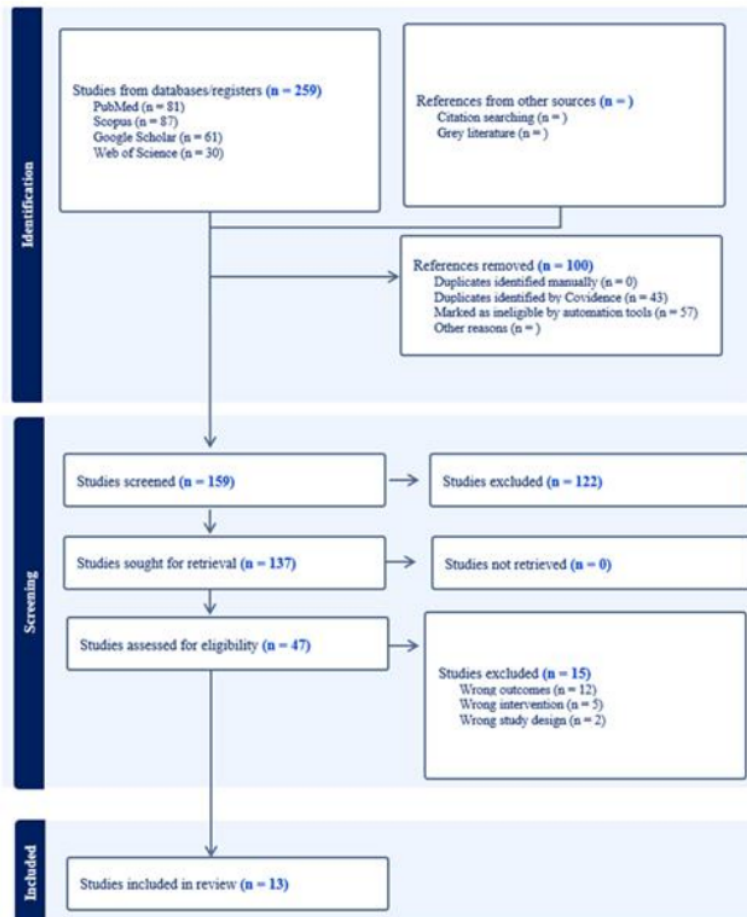 Identification
Studies from databases/registers (n = 259)
PubMed (n = 81)
Scopus (n = 87)
Google Scholar (n = 61)
Web of Science (n = 30)
References from other sources (n = )
Citation searching (n = )
Grey literature (n = )
References removed (n = 100)
Duplicates identified manually (n = 0)
Duplicates identified by Covidence (n = 43)
Marked as ineligible by automation tools (n = 57)
Other reasons (n = )
Screening
Studies screened (n = 159)
Studies excluded (n = 122)
Studies sought for retrieval (n = 137)
Studies not retrieved (n = 0)
Studies assessed for eligibility (n = 47)
Studies excluded (n = 15)
Wrong outcomes (n = 12)
Wrong intervention (n = 5)
Wrong study design (n = 2)
Included
Studies included in review (n = 13)